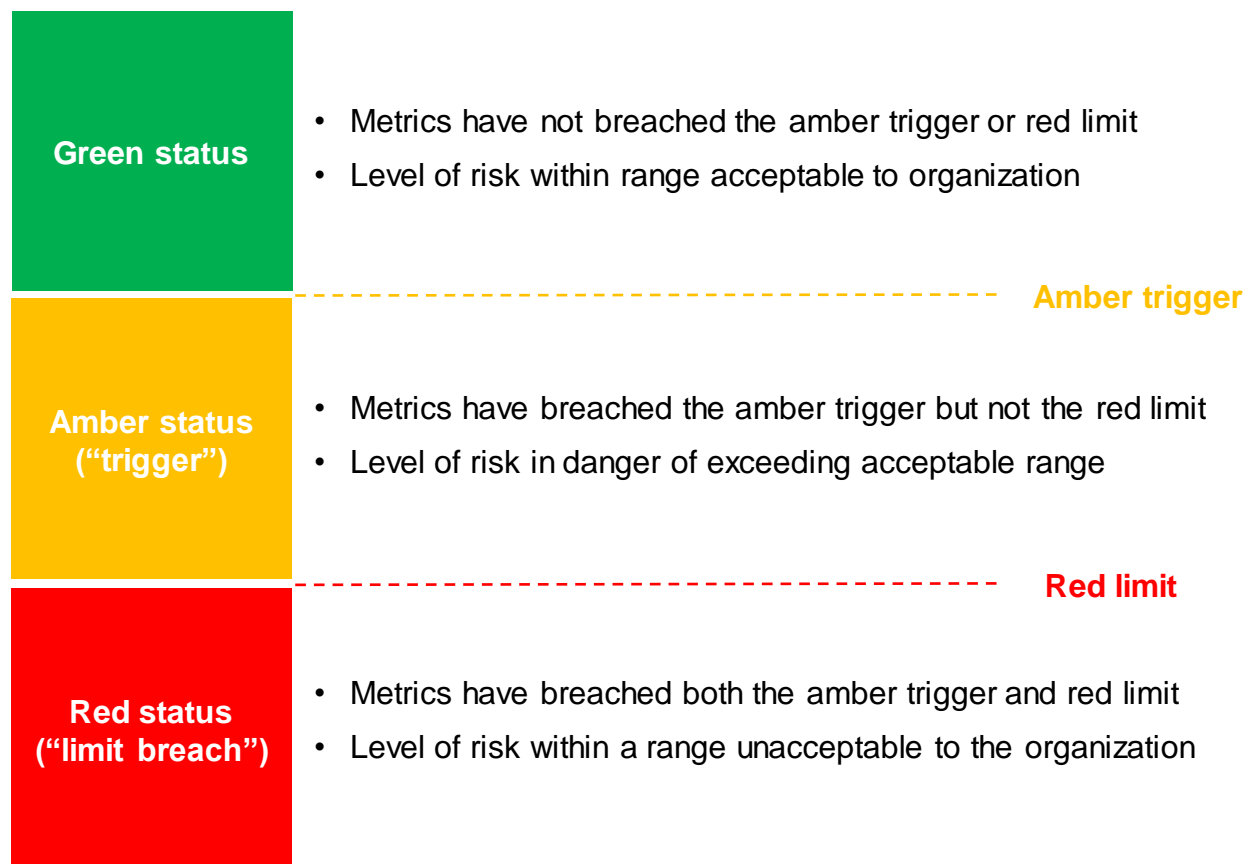 Green status
• Metrics have not breached the amber trigger or red limit
• Level of risk within range acceptable to organization
Amber trigger
Amber status
(“trigger”)
• Metrics have breached the amber trigger but not the red limit
• Level of risk in danger of exceeding acceptable range
Red limit
Red status
(“limit breach”)
• Metrics have breached both the amber trigger and red limit
• Level of risk within a range unacceptable to the organization